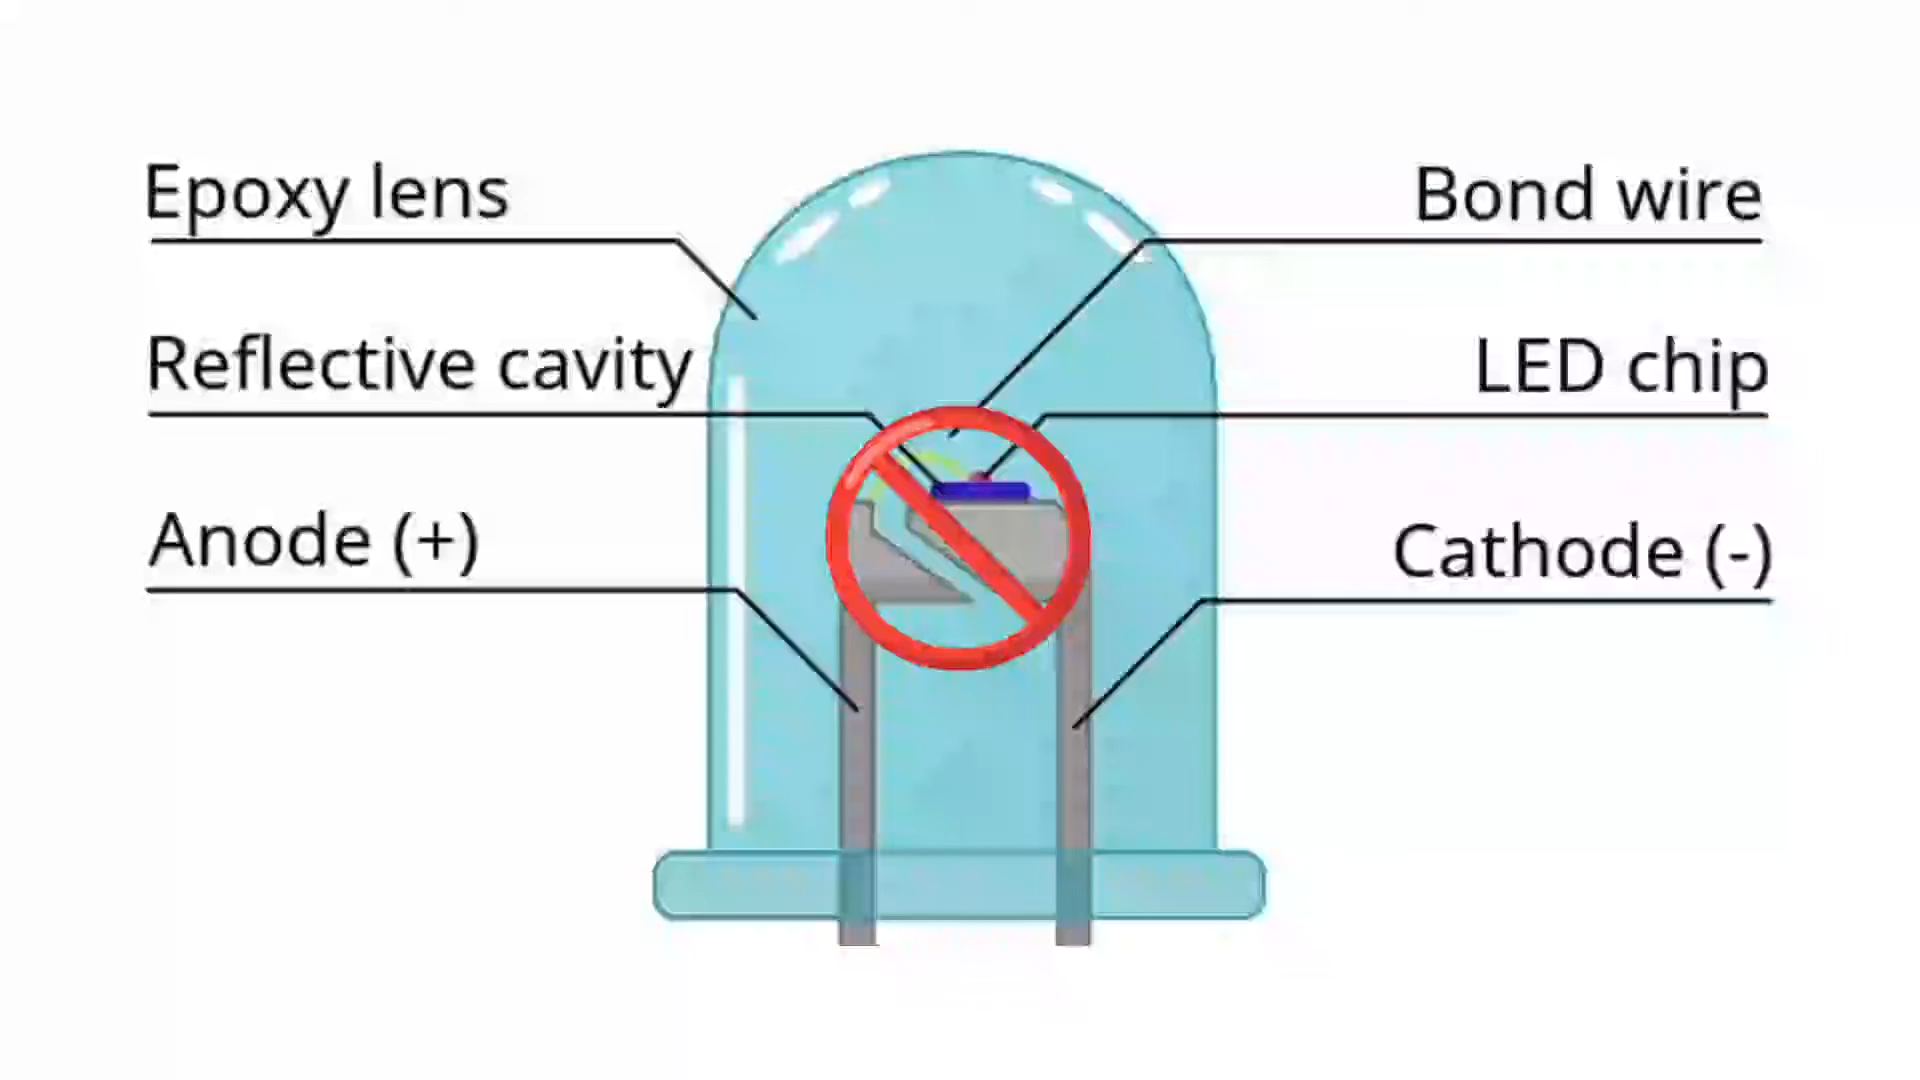 Epoxy lens
Bond wire
Reflective cavity
LED chip
Anode (+)
Cathode (-)